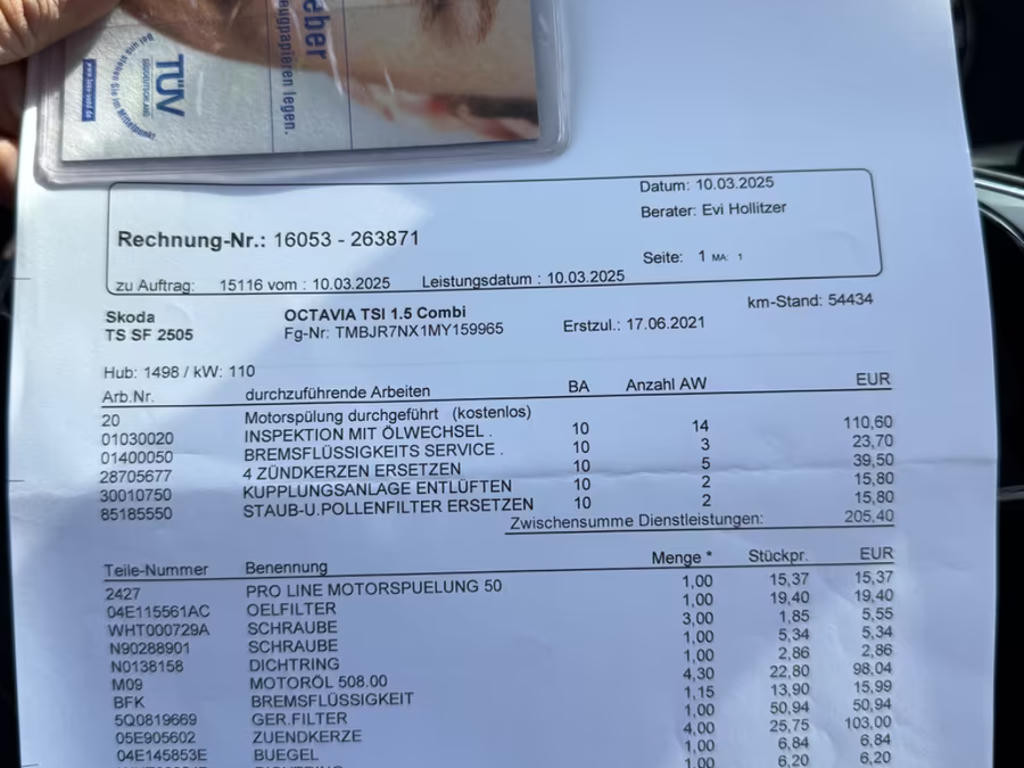 eber
eugpapieren legen.
TÜV
SÜDDEUTSCHLAND
Bei uns stehen Sie im Mittelpunkt
Datum: 10.03.2025
Berater: Evi Hollitzer
Rechnung-Nr.: 16053 - 263871
Seite: 1 MA: 1
zu Auftrag: 15116 vom : 10.03.2025 Leistungsdatum : 10.03.2025
Skoda OCTAVIA TSI 1.5 Combi km-Stand: 54434
TS SF 2505 Fg-Nr: TMBJR7NX1MY159965 Erstzul.: 17.06.2021
Hub: 1498 / kW: 110
Arb.Nr. durchzuführende Arbeiten BA Anzahl AW EUR
20 Motorspülung durchgeführt (kostenlos)
01030020 INSPEKTION MIT ÖLWECHSEL . 10 14 110,60
01400050 BREMSFLÜSSIGKEITS SERVICE . 10 3 23,70
28705677 4 ZÜNDKERZEN ERSETZEN 10 5 39,50
30010750 KUPPLUNGSANLAGE ENTLÜFTEN 10 2 15,80
85185550 STAUB-U.POLLENFILTER ERSETZEN 10 2 15,80
Zwischensumme Dienstleistungen: 205,40
Teile-Nummer Benennung Menge * Stückpr. EUR
2427 PRO LINE MOTORSPUELUNG 50 1,00 15,37 15,37
04E115561AC OELFILTER 1,00 19,40 19,40
WHT000729A SCHRAUBE 3,00 1,85 5,55
N90288901 SCHRAUBE 1,00 5,34 5,34
N0138158 DICHTRING 1,00 2,86 2,86
M09 MOTORÖL 508.00 4,30 22,80 98,04
BFK BREMSFLÜSSIGKEIT 1,15 13,90 15,99
5Q0819669 GER.FILTER 1,00 50,94 50,94
05E905602 ZUENDKERZE 4,00 25,75 103,00
04E145853E BUEGEL 1,00 6,84 6,84
1,00 6,20 6,20